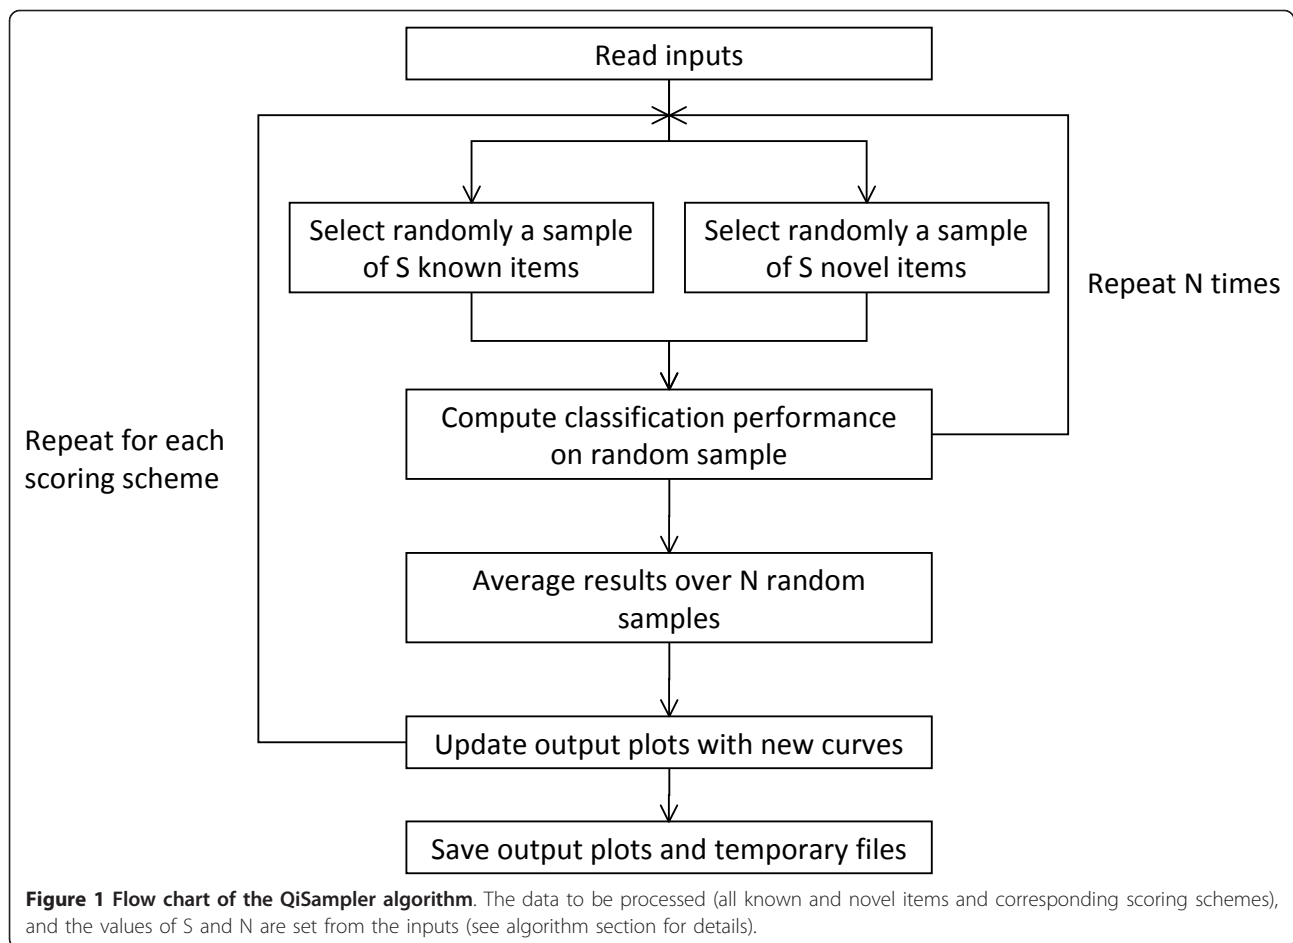 Read inputs
Select randomly a sample
of S known items
Select randomly a sample
of S novel items
Repeat N times
Compute classification performance
on random sample
Repeat for each
scoring scheme
Average results over N random
samples
Update output plots with new curves
Save output plots and temporary files
Figure 1 Flow chart of the QiSampler algorithm. The data to be processed (all known and novel items and corresponding scoring schemes),
and the values of S and N are set from the inputs (see algorithm section for details).